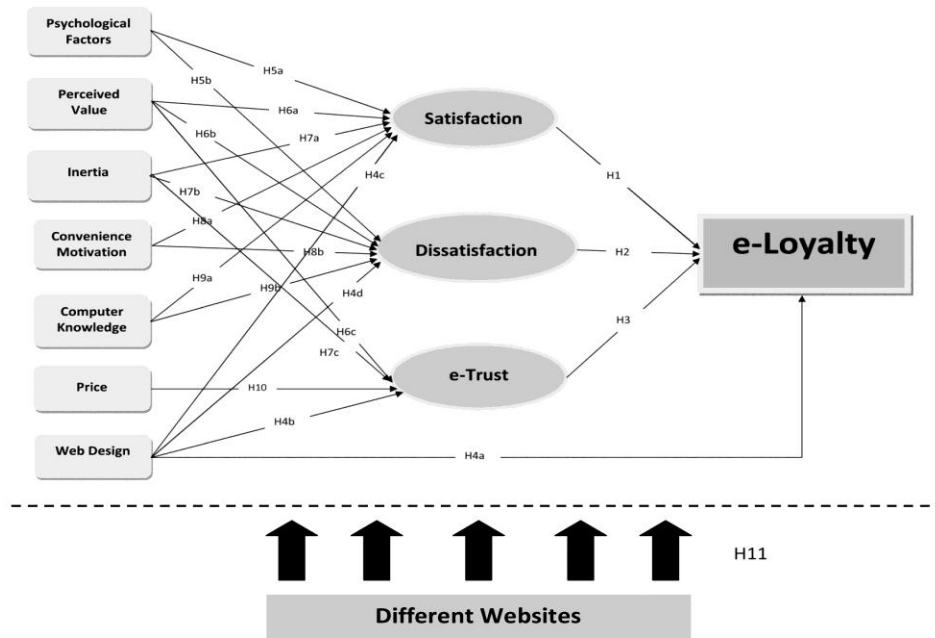 Psychological
Factors
Perceived
Value
Inertia
Convenience
Motivation
Computer
Knowledge
Price
Web Design
H5a
H5b
H6a
H6b
H7a
H4c
H7b
H8a
H8b
H9a
H9b
H4d
H6c
H7c
H10
H4b
H4a
Satisfaction
Dissatisfaction
e-Trust
H1
H2
H3
e-Loyalty
H11
Different Websites